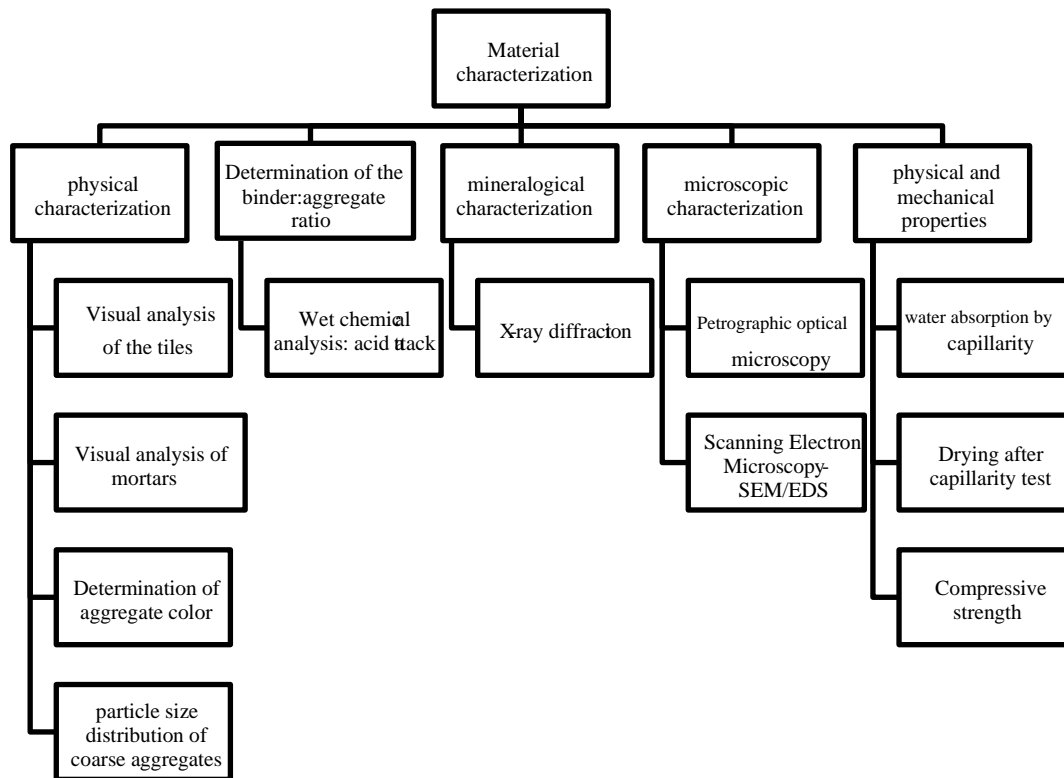 Material
characterization
physical
characterization
Determination of the
binder:aggregate
ratio
mineralogical
characterization
microscopic
characterization
physical and
mechanical
properties
Visual analysis
of the tiles
Wet chemical
analysis: acid attack
X-ray diffraction
Petrographic optical
microscopy
water absorption by
capillarity
Visual analysis of
mortars
Scanning Electron
Microscopy-
SEM/EDS
Drying after
capillarity test
Determination of
aggregate color
Compressive
strength
particle size
distribution of
coarse aggregates